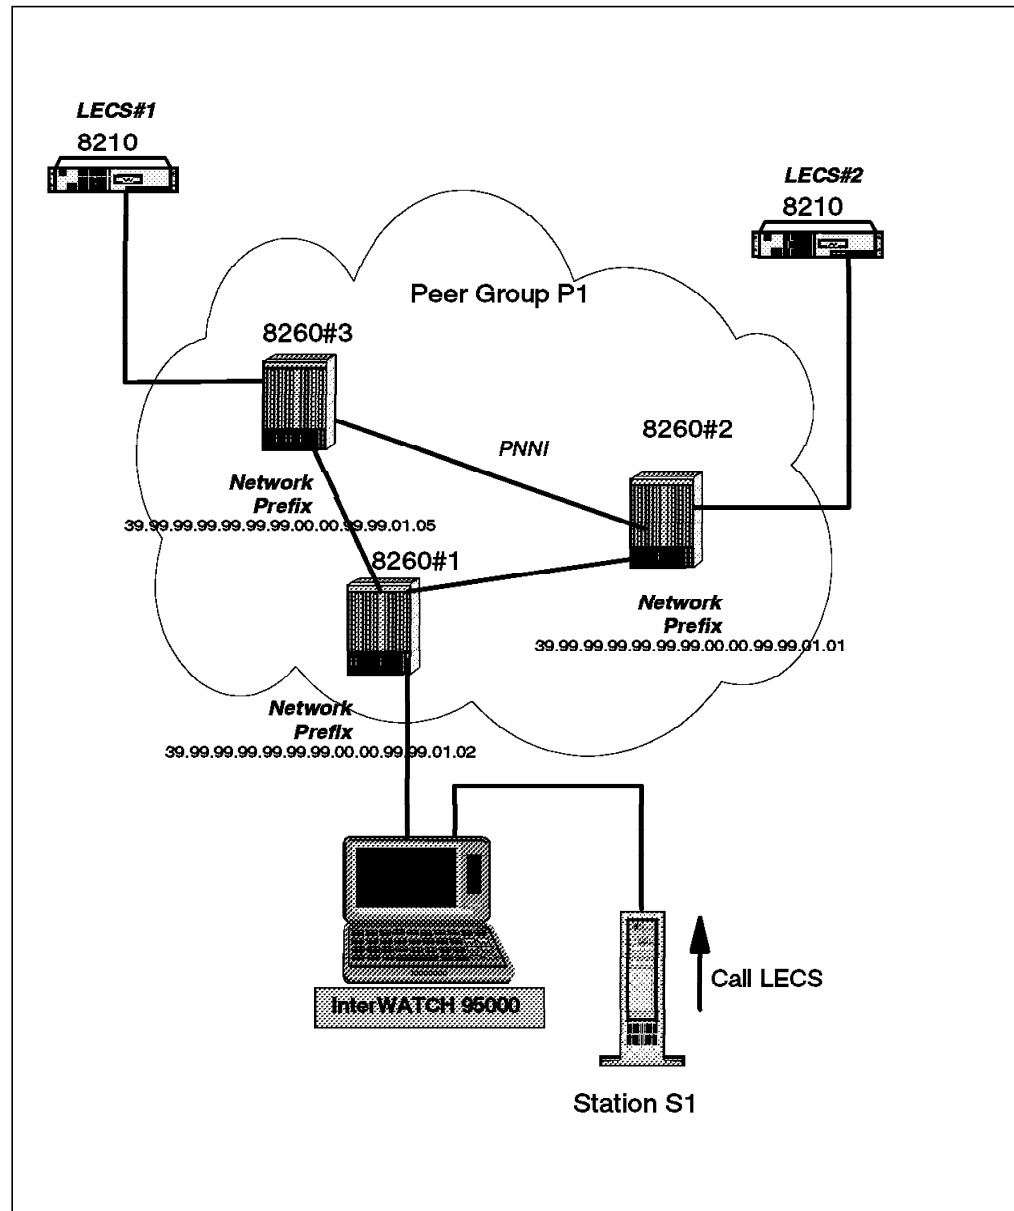 LECS#1
8210
LECS#2
8210
Peer Group P1
8260#3
8260#2
PNNI
Network
Prefix
39.99.99.99.99.99.99.00.00.99.99.01.05
8260#1
Network
Prefix
39.99.99.99.99.99.99.00.00.99.99.01.01
Network
Prefix
39.99.99.99.99.99.99.00.00.99.99.01.02
InterWATCH 95000
Call LECS
Station S1